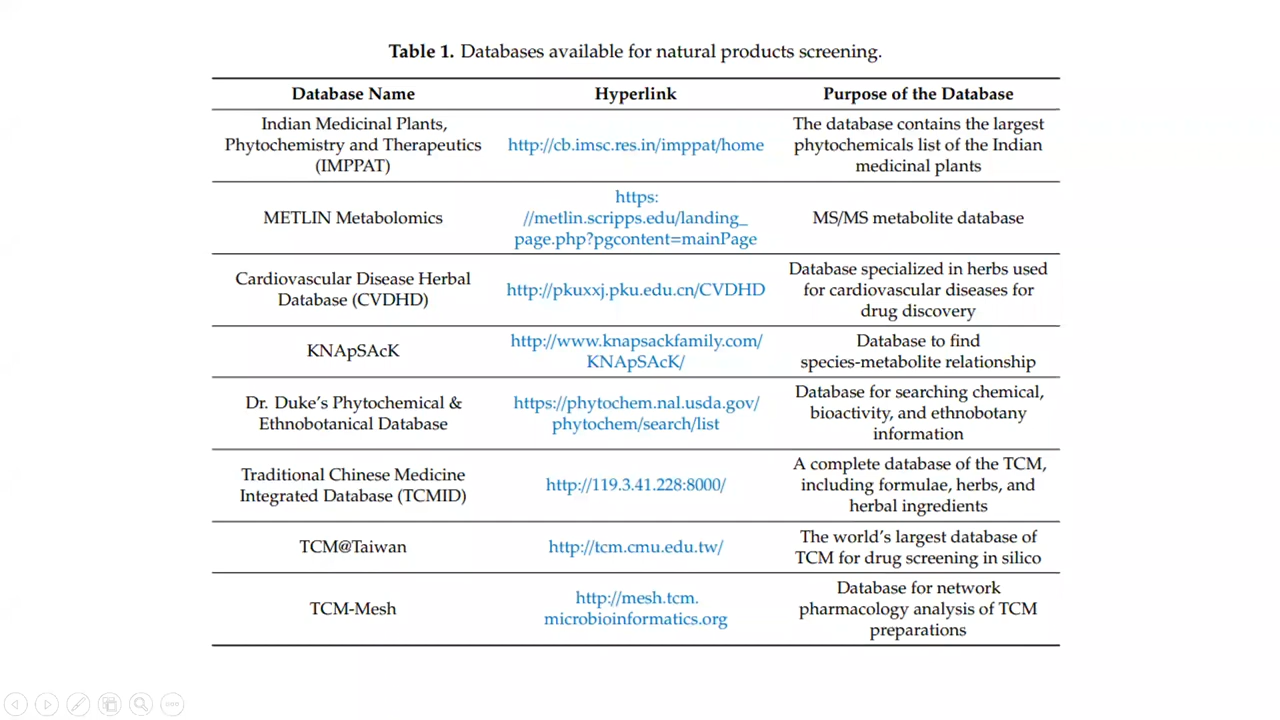 Table 1. Databases available for natural products screening.
Database Name Hyperlink Purpose of the Database
Indian Medicinal Plants,
Phytochemistry and Therapeutics
(IMPPAT)
http://cb.imsc.res.in/imppat/home
The database contains the largest
phytochemicals list of the Indian
medicinal plants
METLIN Metabolomics
https:
//metlin.scripps.edu/landing_
page.php?pgcontent=mainPage
MS/MS metabolite database
Cardiovascular Disease Herbal
Database (CVDHD)
http://pkuxxj.pku.edu.cn/CVDHD
Database specialized in herbs used
for cardiovascular diseases for
drug discovery
KNApSAcK
http://www.knapsackfamily.com/
KNApSAcK/
Database to find
species-metabolite relationship
Dr. Duke's Phytochemical &
Ethnobotanical Database
https://phytochem.nal.usda.gov/
phytochem/search/list
Database for searching chemical,
bioactivity, and ethnobotany
information
Traditional Chinese Medicine
Integrated Database (TCMID)
http://119.3.41.228:8000/
A complete database of the TCM,
including formulae, herbs, and
herbal ingredients
TCM@Taiwan
http://tcm.cmu.edu.tw/
The world's largest database of
TCM for drug screening in silico
TCM-Mesh
http://mesh.tcm.
microbioinformatics.org
Database for network
pharmacology analysis of TCM
preparations